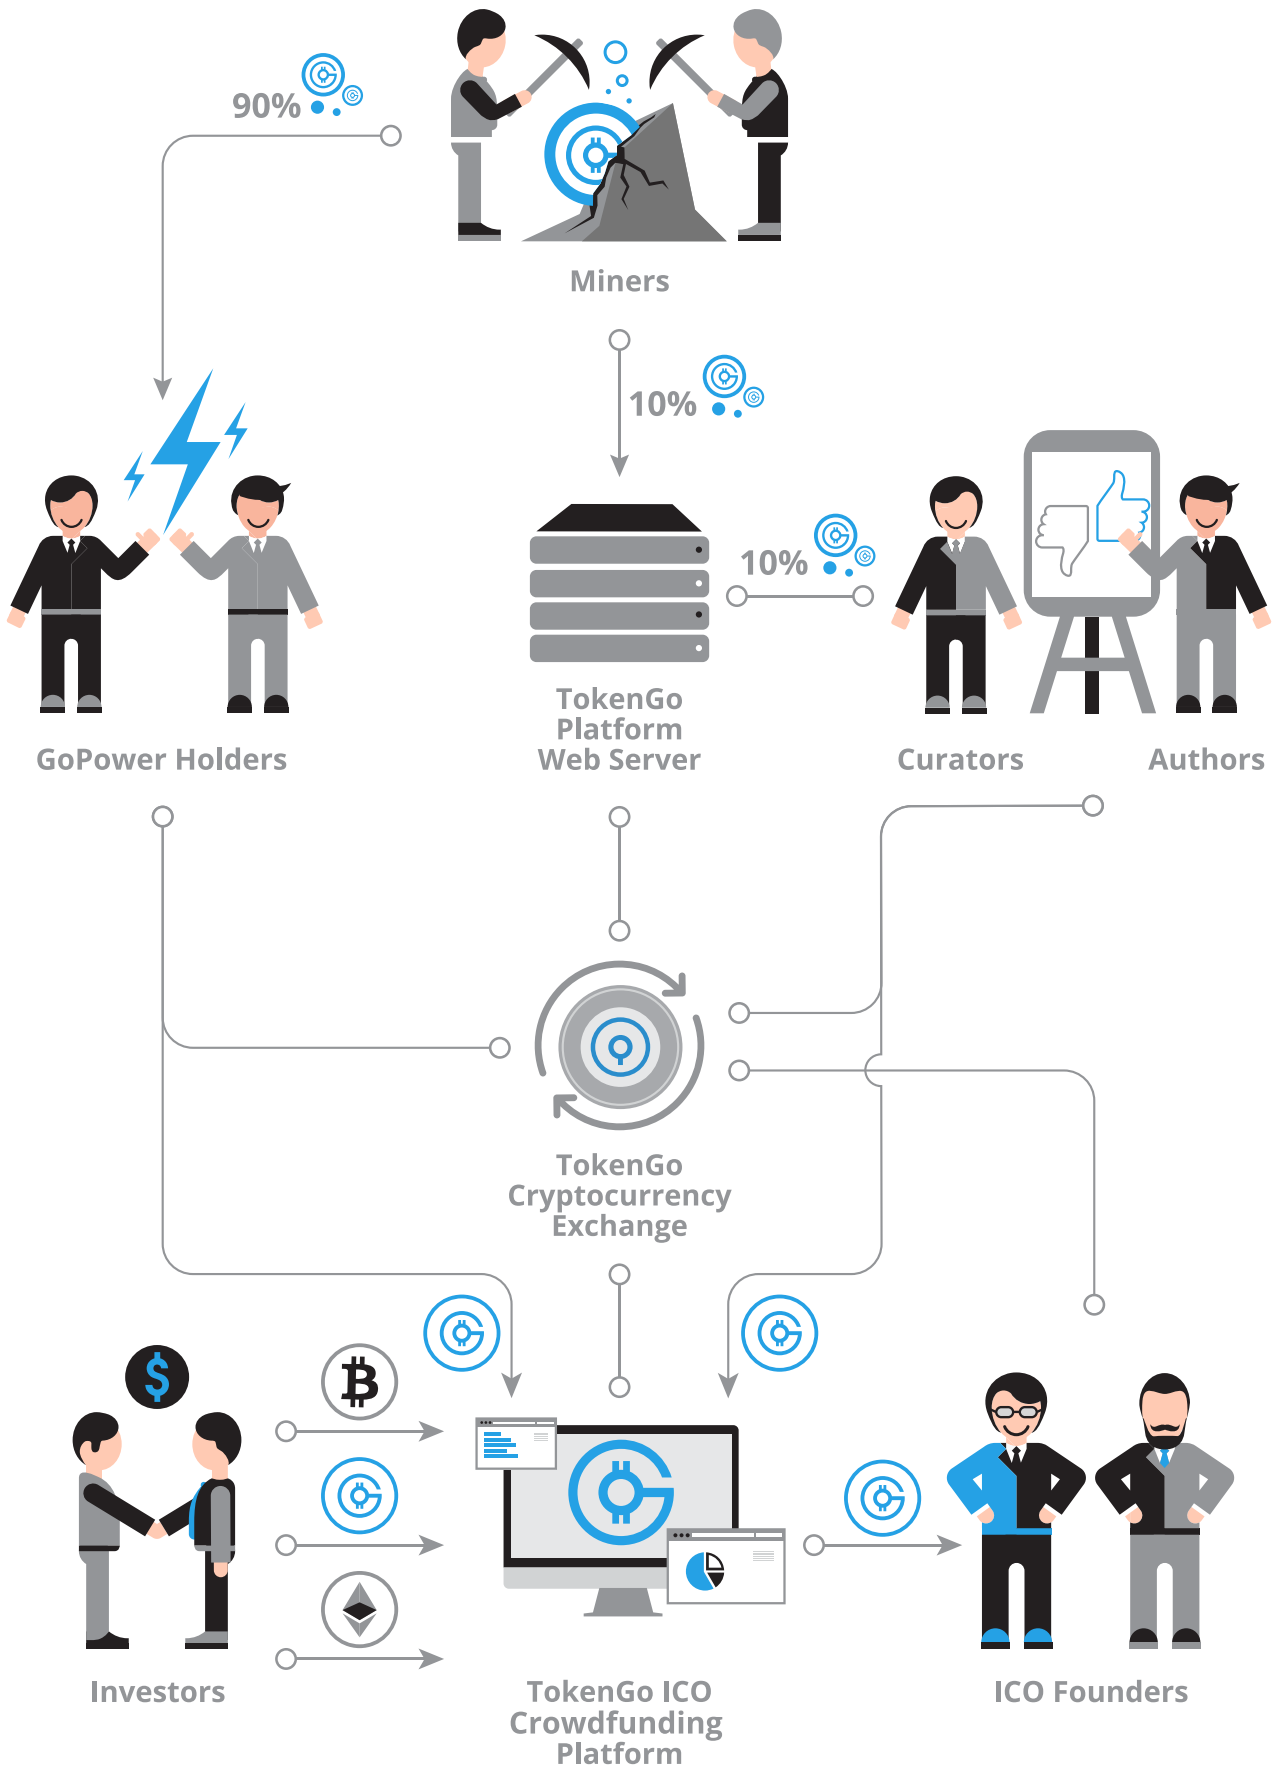 90%
Miners
10%
10%
TokenGo
Platform
Web Server
GoPower Holders
Curators
Authors
TokenGo
Cryptocurrency
Exchange
$
Investors
TokenGo ICO
Crowdfunding
Platform
ICO Founders